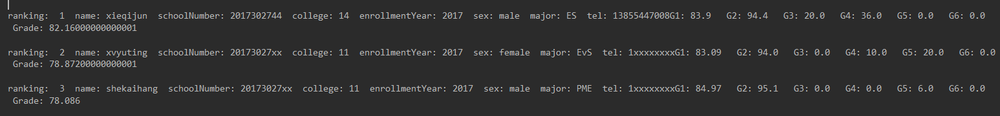 ranking:  1  name: xieqijun  schoolNumber: 2017302744  college: 14  enrollmentYear: 2017  sex: male  major: ES  tel: 13855447008G1: 83.9   G2: 94.4   G3: 20.0   G4: 36.0   G5: 0.0   G6: 0.0
Grade: 82.16000000000001
ranking:  2  name: xvyuting  schoolNumber: 20173027xx  college: 11  enrollmentYear: 2017  sex: female  major: EvS  tel: 1xxxxxxxxG1: 83.09   G2: 94.0   G3: 0.0   G4: 10.0   G5: 20.0   G6: 0.0
Grade: 78.87200000000001
ranking:  3  name: shekaihang  schoolNumber: 20173027xx  college: 11  enrollmentYear: 2017  sex: male  major: PME  tel: 1xxxxxxxxG1: 84.97   G2: 95.1   G3: 0.0   G4: 0.0   G5: 6.0   G6: 0.0
Grade: 78.086